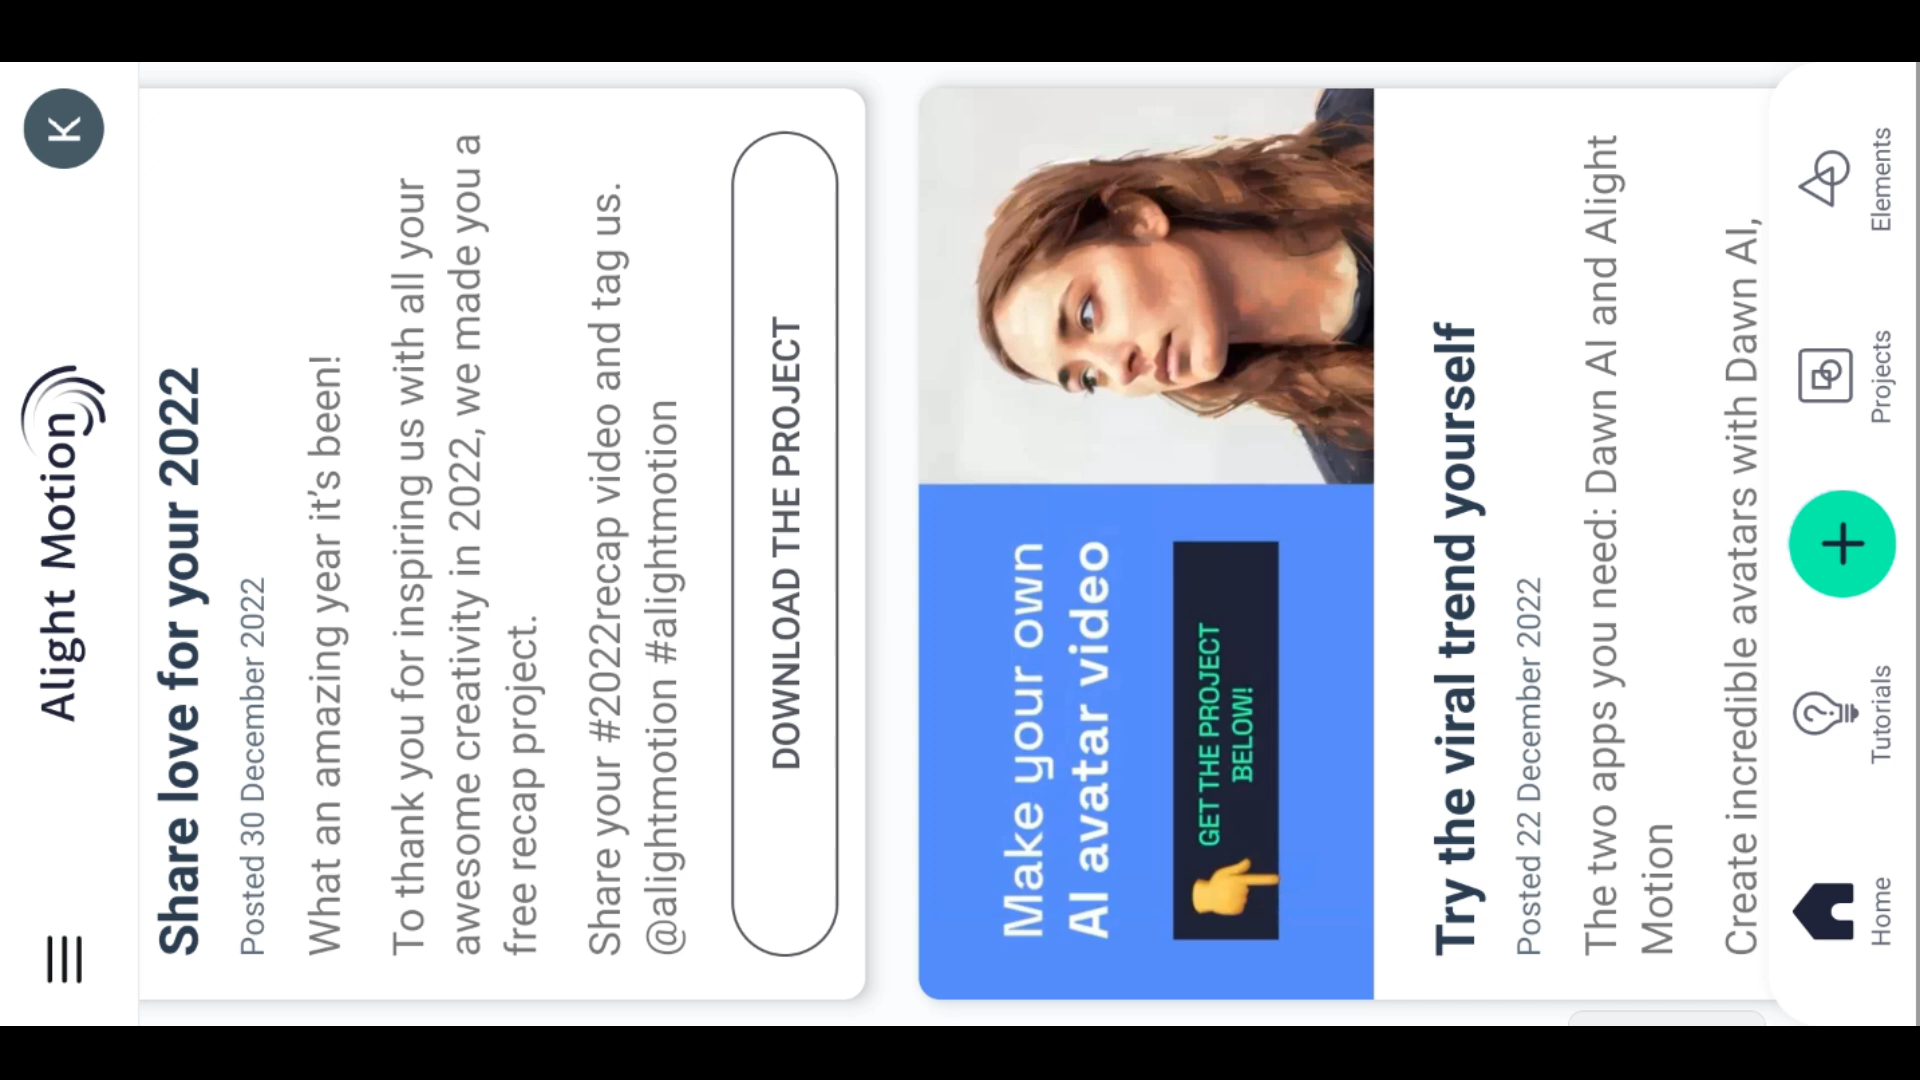 Alight Motion
K
Share love for your 2022
Posted 30 December 2022
What an amazing year it's been!
To thank you for inspiring us with all your
awesome creativity in 2022, we made you a
free recap project.
Share your #2022recap video and tag us.
@alightmotion #alightmotion
DOWNLOAD THE PROJECT
Make your own
AI avatar video
GET THE PROJECT
BELOW!
Try the viral trend yourself
Posted 22 December 2022
The two apps you need: Dawn AI and Alight
Motion
Create incredible avatars with Dawn AI,
Home
Tutorials
Projects
Elements